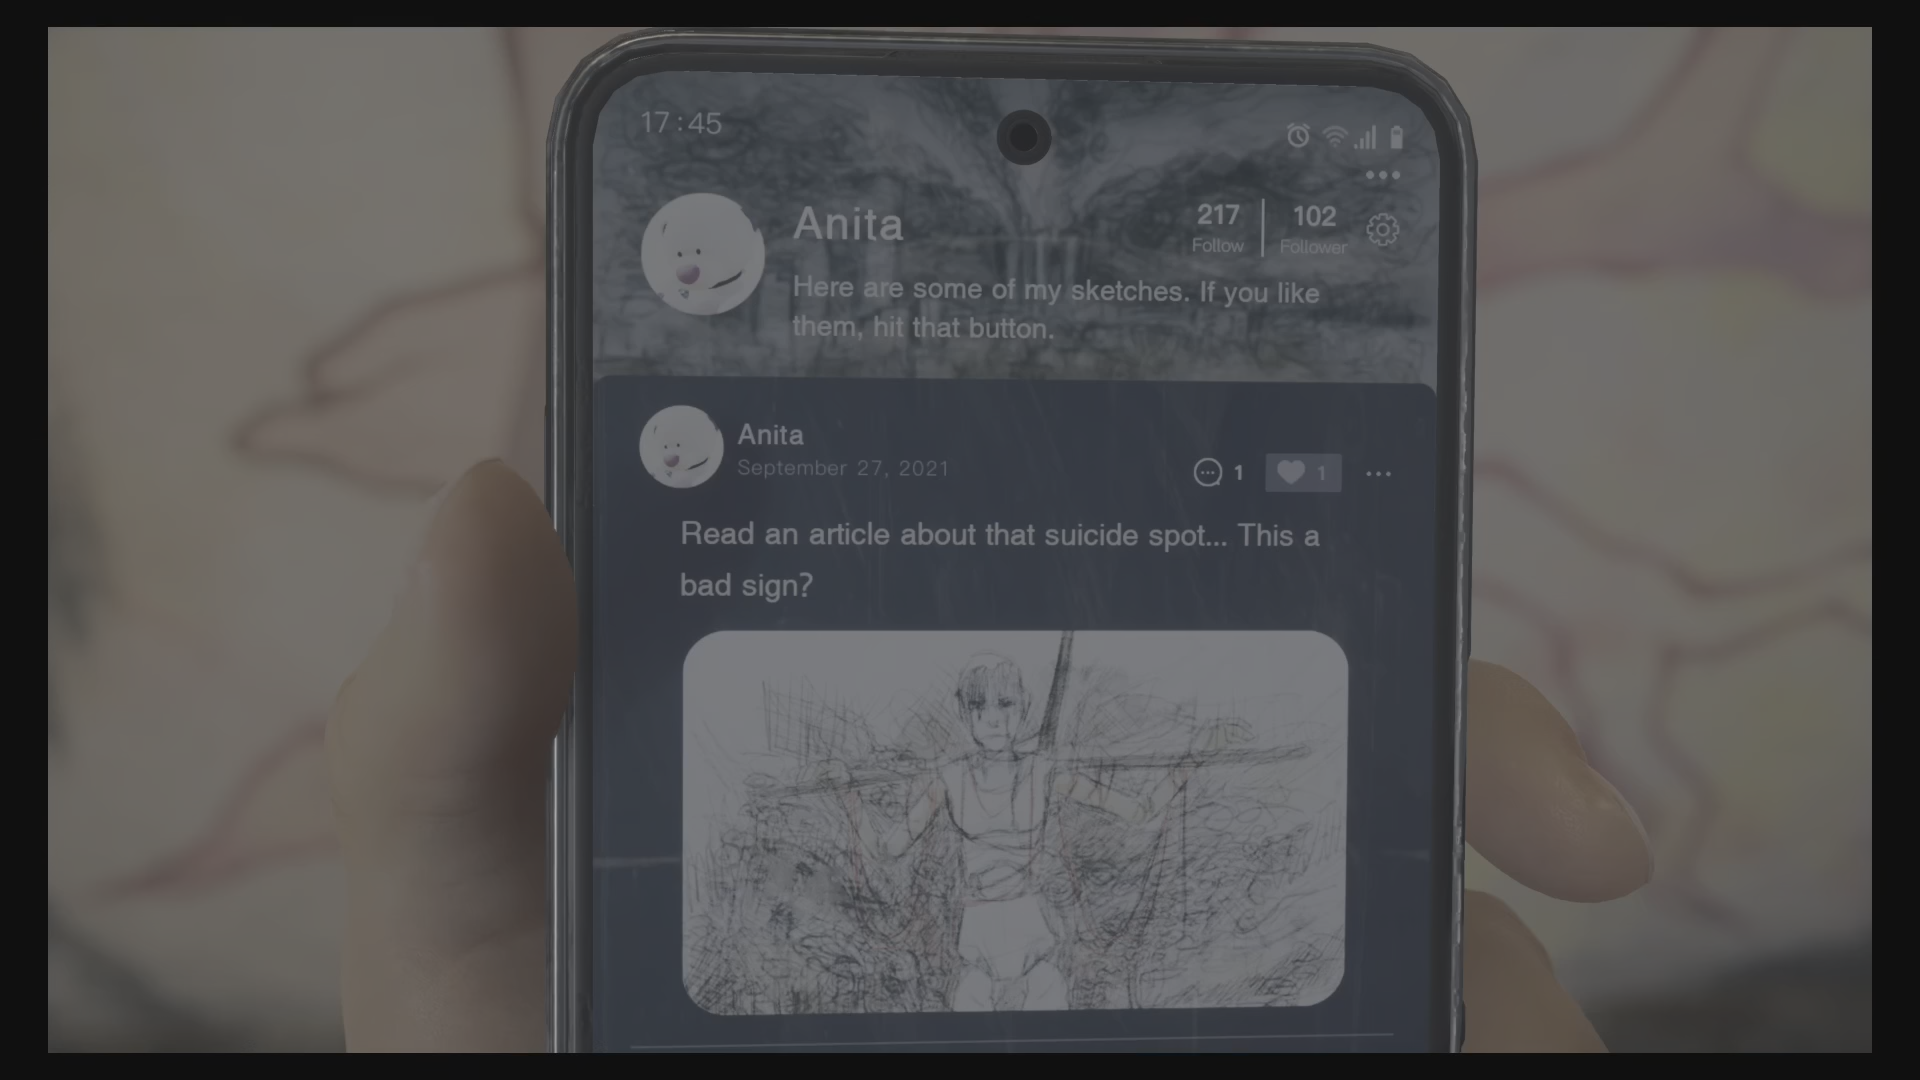 17:45
Anita
217
Follow
102
Follower
Here are some of my sketches. If you like
them, hit that button.
Anita
September 27, 2021
1
1
Read an article about that suicide spot... This a
bad sign?